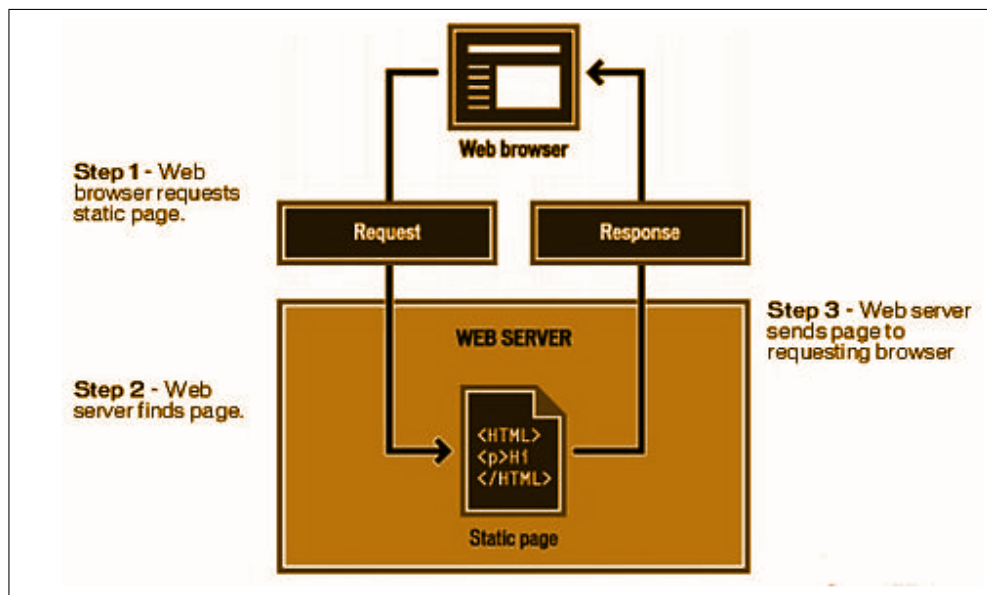 Web browser
Step 1 - Web
browser requests
static page.
Request
Response
WEB SERVER
Step 3 - Web server
sends page to
requesting browser
Step 2 - Web
server finds page.
<HTML>
<p>Hi
</HTML>
Static page